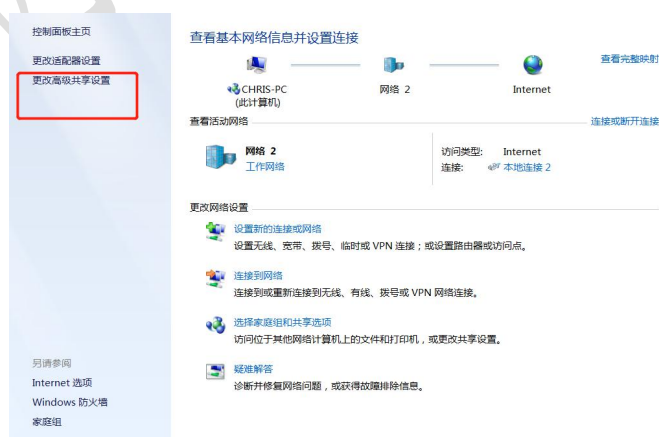 控制面板主页
更改适配器设置
更改高级共享设置
查看基本网络信息并设置连接
查看完整映射
CHRIS-PC
(此计算机)
网络 2
Internet
查看活动网络
连接或断开连接
网络 2
工作网络
访问类型: Internet
连接: 本地连接 2
更改网络设置
设置新的连接或网络
设置无线、宽带、拨号、临时或 VPN 连接；或设置路由器或访问点。
连接到网络
连接到或重新连接到无线、有线、拨号或 VPN 网络连接。
选择家庭组和共享选项
访问位于其他网络计算机上的文件和打印机，或更改共享设置。
疑难解答
诊断并修复网络问题，或获得故障排除信息。
另请参阅
Internet 选项
Windows 防火墙
家庭组